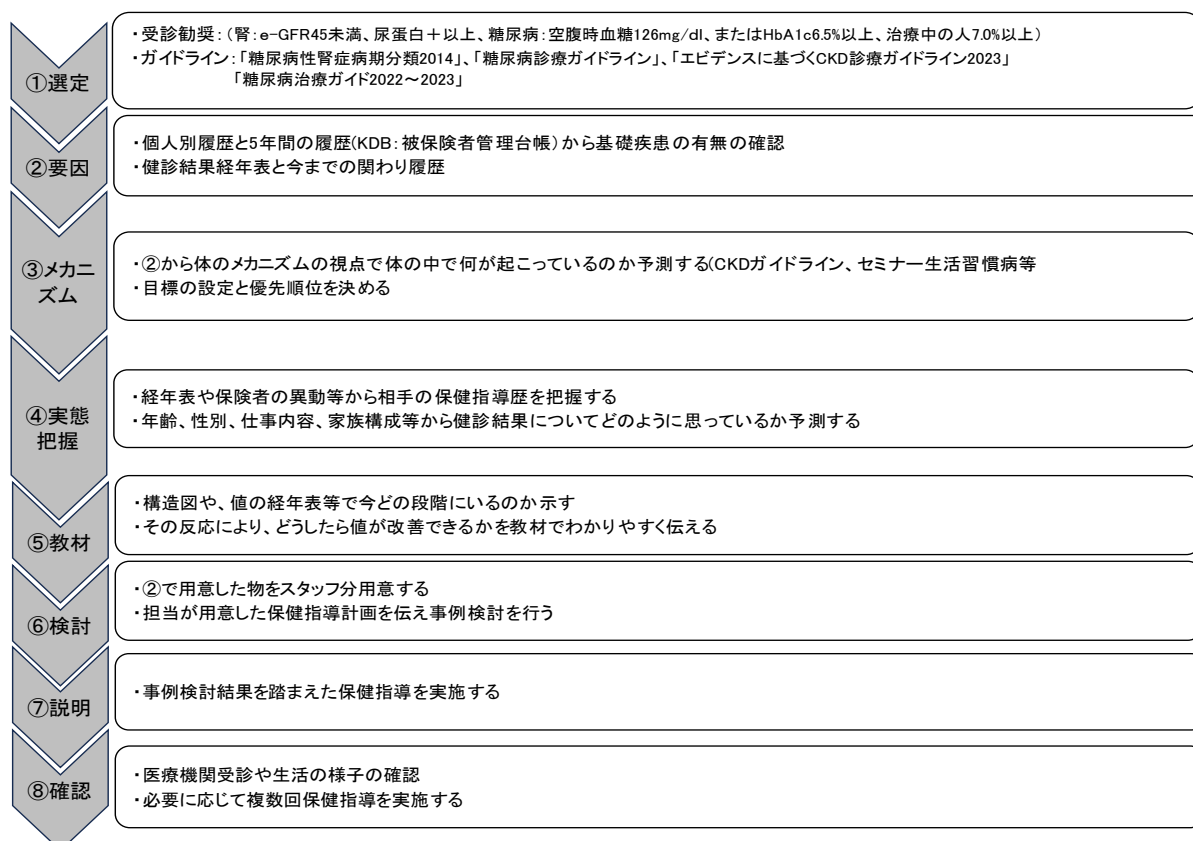 ①選定
・受診勧奨：（腎：e-GFR45未満、尿蛋白＋以上、糖尿病：空腹時血糖126mg/dl、またはHbA1c6.5%以上、治療中の人7.0%以上）
・ガイドライン：「糖尿病性腎症病期分類2014」、「糖尿病診療ガイドライン」、「エビデンスに基づくCKD診療ガイドライン2023」
「糖尿病治療ガイド2022～2023」
②要因
・個人別履歴と5年間の履歴(KDB：被保険者管理台帳）から基礎疾患の有無の確認
・健診結果経年表と今までの関わり履歴
③メカニ
ズム
・②から体のメカニズムの視点で体の中で何が起こっているのか予測する(CKDガイドライン、セミナー生活習慣病等
・目標の設定と優先順位を決める
④実態
把握
・経年表や保険者の異動等から相手の保健指導歴を把握する
・年齢、性別、仕事内容、家族構成等から健診結果についてどのように思っているか予測する
⑤教材
・構造図や、値の経年表等で今どの段階にいるのか示す
・その反応により、どうしたら値が改善できるかを教材でわかりやすく伝える
⑥検討
・②で用意した物をスタッフ分用意する
・担当が用意した保健指導計画を伝え事例検討を行う
⑦説明
・事例検討結果を踏まえた保健指導を実施する
⑧確認
・医療機関受診や生活の様子の確認
・必要に応じて複数回保健指導を実施する